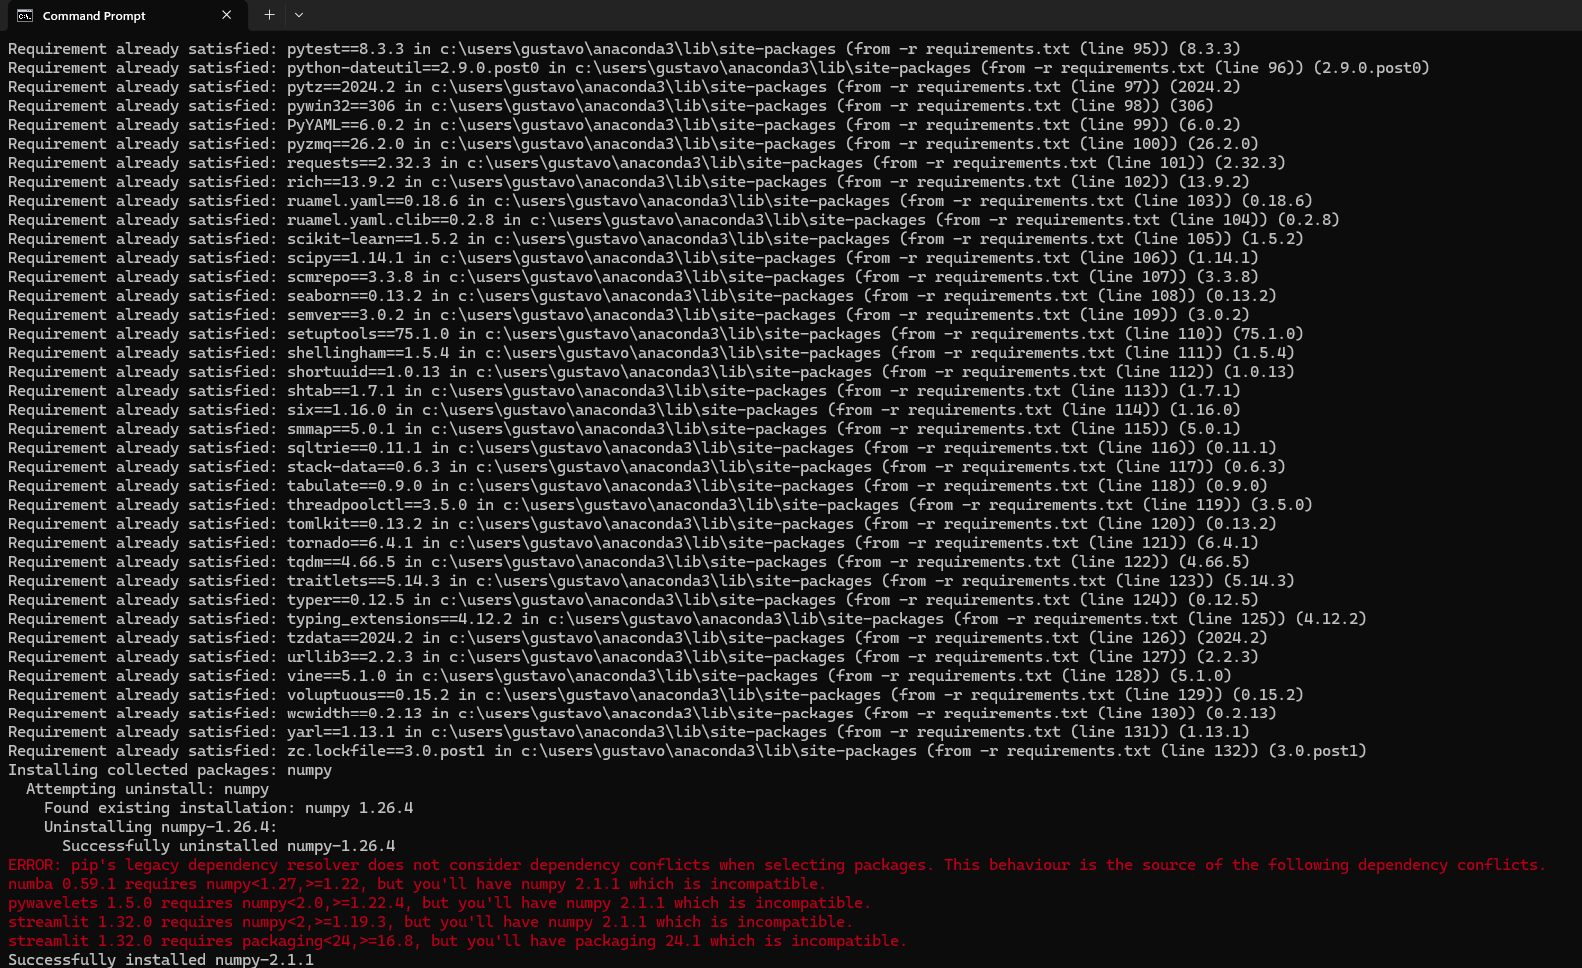 Command Prompt
Requirement already satisfied: pytest==8.3.3 in c:\users\gustavo\anaconda3\lib\site-packages (from -r requirements.txt (line 95)) (8.3.3)
Requirement already satisfied: python-dateutil==2.9.0.post0 in c:\users\gustavo\anaconda3\lib\site-packages (from -r requirements.txt (line 96)) (2.9.0.post0)
Requirement already satisfied: pytz==2024.2 in c:\users\gustavo\anaconda3\lib\site-packages (from -r requirements.txt (line 97)) (2024.2)
Requirement already satisfied: pywin32==306 in c:\users\gustavo\anaconda3\lib\site-packages (from -r requirements.txt (line 98)) (306)
Requirement already satisfied: PyYAML==6.0.2 in c:\users\gustavo\anaconda3\lib\site-packages (from -r requirements.txt (line 99)) (6.0.2)
Requirement already satisfied: pyzmq==26.2.0 in c:\users\gustavo\anaconda3\lib\site-packages (from -r requirements.txt (line 100)) (26.2.0)
Requirement already satisfied: requests==2.32.3 in c:\users\gustavo\anaconda3\lib\site-packages (from -r requirements.txt (line 101)) (2.32.3)
Requirement already satisfied: rich==13.9.2 in c:\users\gustavo\anaconda3\lib\site-packages (from -r requirements.txt (line 102)) (13.9.2)
Requirement already satisfied: ruamel.yaml==0.18.6 in c:\users\gustavo\anaconda3\lib\site-packages (from -r requirements.txt (line 103)) (0.18.6)
Requirement already satisfied: ruamel.yaml.clib==0.2.8 in c:\users\gustavo\anaconda3\lib\site-packages (from -r requirements.txt (line 104)) (0.2.8)
Requirement already satisfied: scikit-learn==1.5.2 in c:\users\gustavo\anaconda3\lib\site-packages (from -r requirements.txt (line 105)) (1.5.2)
Requirement already satisfied: scipy==1.14.1 in c:\users\gustavo\anaconda3\lib\site-packages (from -r requirements.txt (line 106)) (1.14.1)
Requirement already satisfied: scmrepo==3.3.8 in c:\users\gustavo\anaconda3\lib\site-packages (from -r requirements.txt (line 107)) (3.3.8)
Requirement already satisfied: seaborn==0.13.2 in c:\users\gustavo\anaconda3\lib\site-packages (from -r requirements.txt (line 108)) (0.13.2)
Requirement already satisfied: semver==3.0.2 in c:\users\gustavo\anaconda3\lib\site-packages (from -r requirements.txt (line 109)) (3.0.2)
Requirement already satisfied: setuptools==75.1.0 in c:\users\gustavo\anaconda3\lib\site-packages (from -r requirements.txt (line 110)) (75.1.0)
Requirement already satisfied: shellingham==1.5.4 in c:\users\gustavo\anaconda3\lib\site-packages (from -r requirements.txt (line 111)) (1.5.4)
Requirement already satisfied: shortuuid==1.0.13 in c:\users\gustavo\anaconda3\lib\site-packages (from -r requirements.txt (line 112)) (1.0.13)
Requirement already satisfied: shtab==1.7.1 in c:\users\gustavo\anaconda3\lib\site-packages (from -r requirements.txt (line 113)) (1.7.1)
Requirement already satisfied: six==1.16.0 in c:\users\gustavo\anaconda3\lib\site-packages (from -r requirements.txt (line 114)) (1.16.0)
Requirement already satisfied: smmap==5.0.1 in c:\users\gustavo\anaconda3\lib\site-packages (from -r requirements.txt (line 115)) (5.0.1)
Requirement already satisfied: sqltrie==0.11.1 in c:\users\gustavo\anaconda3\lib\site-packages (from -r requirements.txt (line 116)) (0.11.1)
Requirement already satisfied: stack-data==0.6.3 in c:\users\gustavo\anaconda3\lib\site-packages (from -r requirements.txt (line 117)) (0.6.3)
Requirement already satisfied: tabulate==0.9.0 in c:\users\gustavo\anaconda3\lib\site-packages (from -r requirements.txt (line 118)) (0.9.0)
Requirement already satisfied: threadpoolctl==3.5.0 in c:\users\gustavo\anaconda3\lib\site-packages (from -r requirements.txt (line 119)) (3.5.0)
Requirement already satisfied: tomlkit==0.13.2 in c:\users\gustavo\anaconda3\lib\site-packages (from -r requirements.txt (line 120)) (0.13.2)
Requirement already satisfied: tornado==6.4.1 in c:\users\gustavo\anaconda3\lib\site-packages (from -r requirements.txt (line 121)) (6.4.1)
Requirement already satisfied: tqdm==4.66.5 in c:\users\gustavo\anaconda3\lib\site-packages (from -r requirements.txt (line 122)) (4.66.5)
Requirement already satisfied: traitlets==5.14.3 in c:\users\gustavo\anaconda3\lib\site-packages (from -r requirements.txt (line 123)) (5.14.3)
Requirement already satisfied: typer==0.12.5 in c:\users\gustavo\anaconda3\lib\site-packages (from -r requirements.txt (line 124)) (0.12.5)
Requirement already satisfied: typing_extensions==4.12.2 in c:\users\gustavo\anaconda3\lib\site-packages (from -r requirements.txt (line 125)) (4.12.2)
Requirement already satisfied: tzdata==2024.2 in c:\users\gustavo\anaconda3\lib\site-packages (from -r requirements.txt (line 126)) (2024.2)
Requirement already satisfied: urllib3==2.2.3 in c:\users\gustavo\anaconda3\lib\site-packages (from -r requirements.txt (line 127)) (2.2.3)
Requirement already satisfied: vine==5.1.0 in c:\users\gustavo\anaconda3\lib\site-packages (from -r requirements.txt (line 128)) (5.1.0)
Requirement already satisfied: voluptuous==0.15.2 in c:\users\gustavo\anaconda3\lib\site-packages (from -r requirements.txt (line 129)) (0.15.2)
Requirement already satisfied: wcwidth==0.2.13 in c:\users\gustavo\anaconda3\lib\site-packages (from -r requirements.txt (line 130)) (0.2.13)
Requirement already satisfied: yarl==1.13.1 in c:\users\gustavo\anaconda3\lib\site-packages (from -r requirements.txt (line 131)) (1.13.1)
Requirement already satisfied: zc.lockfile==3.0.post1 in c:\users\gustavo\anaconda3\lib\site-packages (from -r requirements.txt (line 132)) (3.0.post1)
Installing collected packages: numpy
Attempting uninstall: numpy
Found existing installation: numpy 1.26.4
Uninstalling numpy-1.26.4:
Successfully uninstalled numpy-1.26.4
ERROR: pip's legacy dependency resolver does not consider dependency conflicts when selecting packages. This behaviour is the source of the following dependency conflicts.
numba 0.59.1 requires numpy<1.27,>=1.22, but you'll have numpy 2.1.1 which is incompatible.
pywavelets 1.5.0 requires numpy<2.0,>=1.22.4, but you'll have numpy 2.1.1 which is incompatible.
streamlit 1.32.0 requires numpy<2,>=1.19.3, but you'll have numpy 2.1.1 which is incompatible.
streamlit 1.32.0 requires packaging<24,>=16.8, but you'll have packaging 24.1 which is incompatible.
Successfully installed numpy-2.1.1